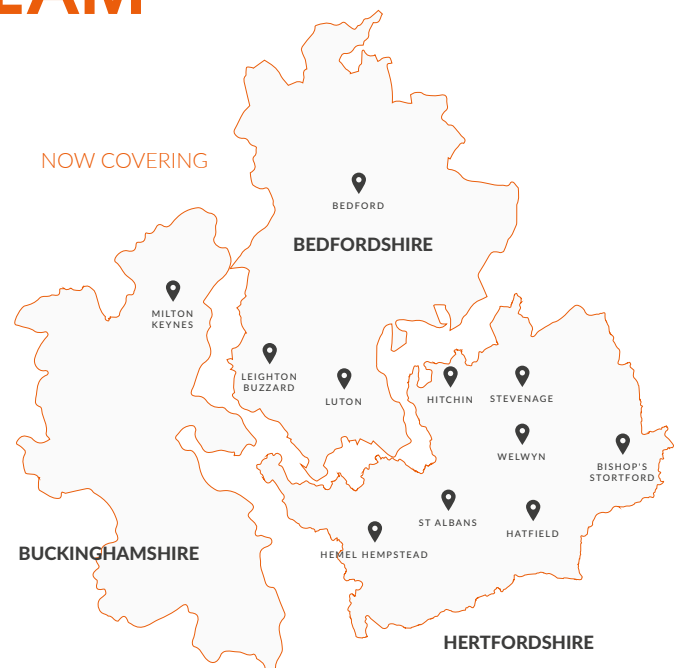 NOW COVERING
BEDFORD
BEDFORDSHIRE
MILTON
KEYNES
LEIGHTON
BUZZARD
LUTON
HITCHIN
STEVENAGE
WELWYN
BISHOP'S
STORTFORD
ST ALBANS
HATFIELD
HEMEL HEMPSTEAD
BUCKINGHAMSHIRE
HERTFORDSHIRE